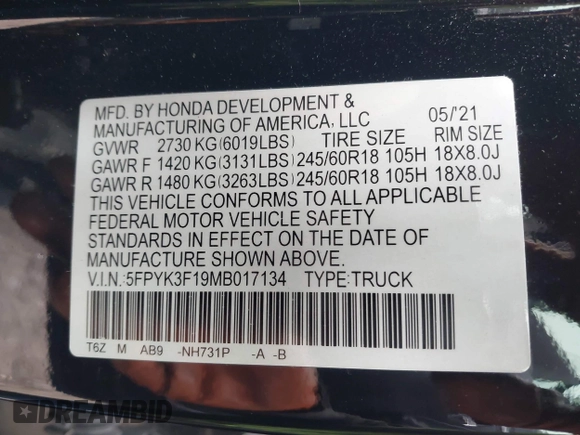 MFD. BY HONDA DEVELOPMENT &
MANUFACTURING OF AMERICA, LLC 05/'21
GVWR 2730 KG(6019LBS) TIRE SIZE RIM SIZE
GAWR F 1420 KG(3131LBS) 245/60R18 105H 18X8.0J
GAWR R 1480 KG(3263LBS) 245/60R18 105H 18X8.0J
THIS VEHICLE CONFORMS TO ALL APPLICABLE
FEDERAL MOTOR VEHICLE SAFETY
STANDARDS IN EFFECT ON THE DATE OF
MANUFACTURE SHOWN ABOVE.
V.I.N.:5FPYK3F19MB017134 TYPE:TRUCK
T6Z M AB9 -NH731P -A -B
DREAMBID